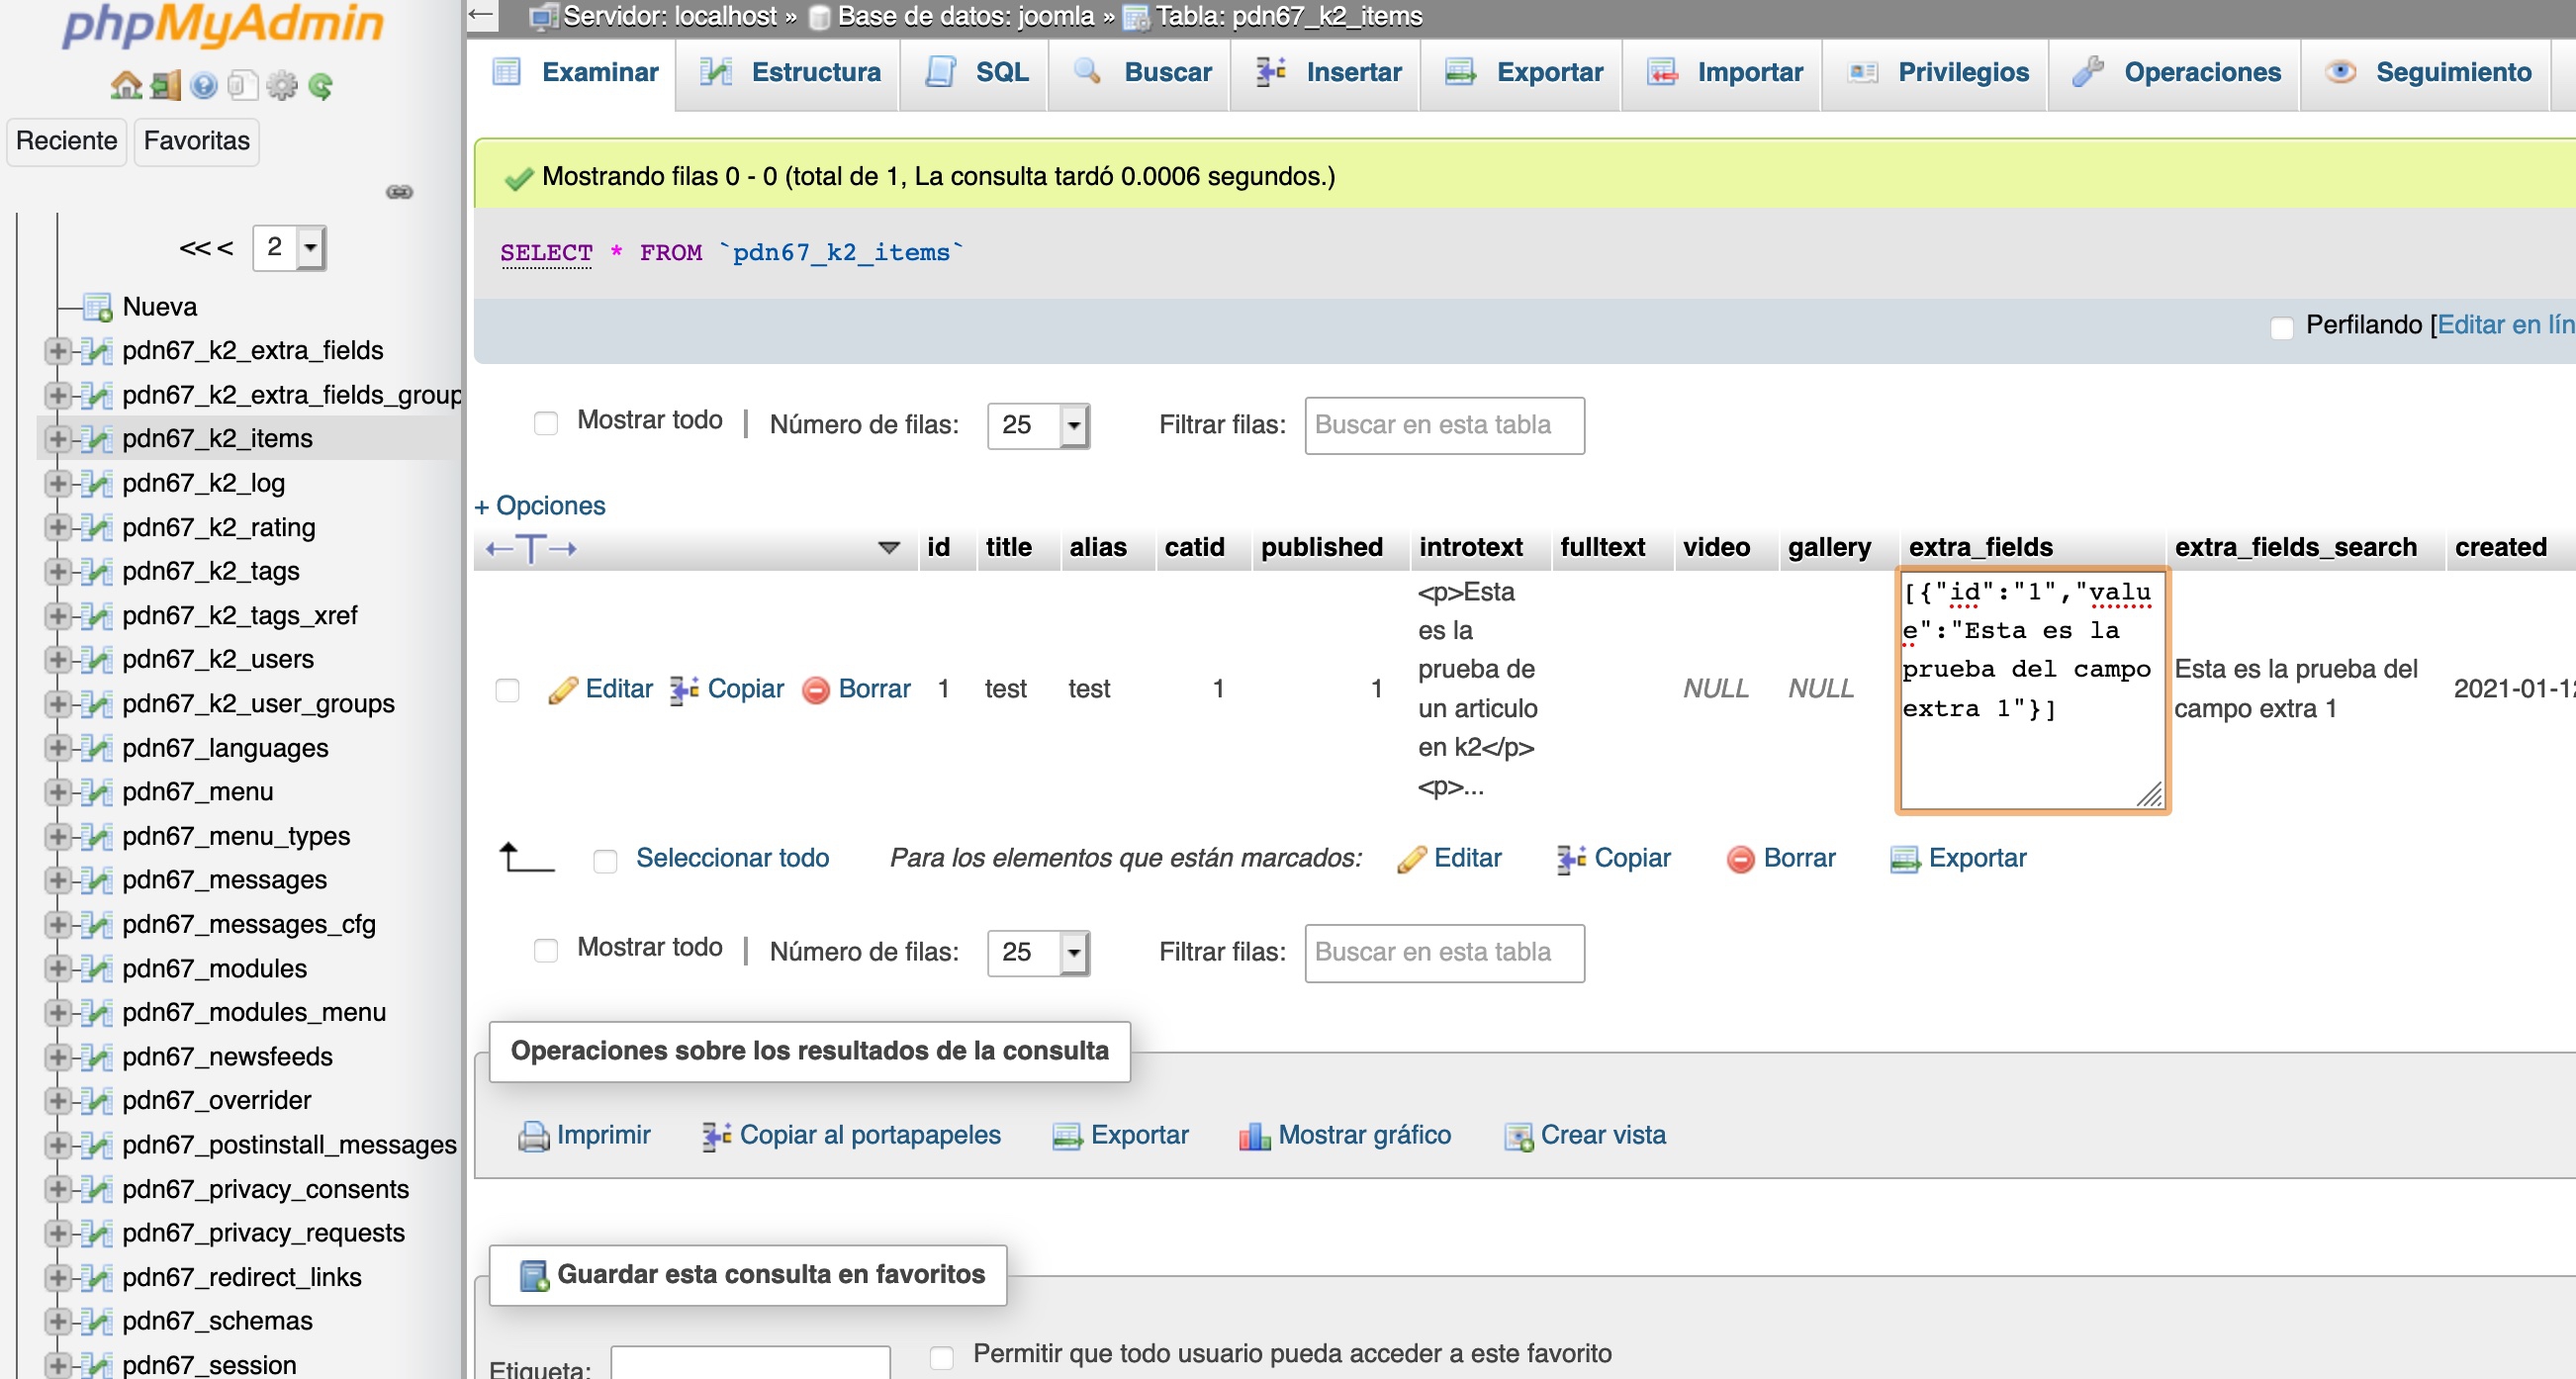 phpMyAdmin
Reciente Favoritas
<< < 2
Nueva
pdn67_k2_extra_fields
pdn67_k2_extra_fields_group
pdn67_k2_items
pdn67_k2_log
pdn67_k2_rating
pdn67_k2_tags
pdn67_k2_tags_xref
pdn67_k2_users
pdn67_k2_user_groups
pdn67_languages
pdn67_menu
pdn67_menu_types
pdn67_messages
pdn67_messages_cfg
pdn67_modules
pdn67_modules_menu
pdn67_newsfeeds
pdn67_overrider
pdn67_postinstall_messages
pdn67_privacy_consents
pdn67_privacy_requests
pdn67_redirect_links
pdn67_schemas
pdn67_session
← Servidor: localhost » Base de datos: joomla » Tabla: pdn67_k2_items
Examinar Estructura SQL Buscar Insertar Exportar Importar Privilegios Operaciones Seguimiento
Mostrando filas 0 - 0 (total de 1, La consulta tardó 0.0006 segundos.)
SELECT * FROM `pdn67_k2_items`
Perfilando [Editar en lín
Mostrar todo | Número de filas: 25 Filtrar filas: Buscar en esta tabla
+ Opciones
←T→ id title alias catid published introtext fulltext video gallery extra_fields extra_fields_search created
Editar Copiar Borrar 1 test test 1 1
<p>Esta
es la
prueba de
un articulo
en k2</p>
<p>...
NULL NULL
[{"id":"1","valu
e":"Esta es la
prueba del campo
extra 1"}]
Esta es la prueba del
campo extra 1
2021-01-12
Seleccionar todo Para los elementos que están marcados: Editar Copiar Borrar Exportar
Mostrar todo | Número de filas: 25 Filtrar filas: Buscar en esta tabla
Operaciones sobre los resultados de la consulta
Imprimir Copiar al portapapeles Exportar Mostrar gráfico Crear vista
Guardar esta consulta en favoritos
Etiqueta: Permitir que todo usuario pueda acceder a este favorito